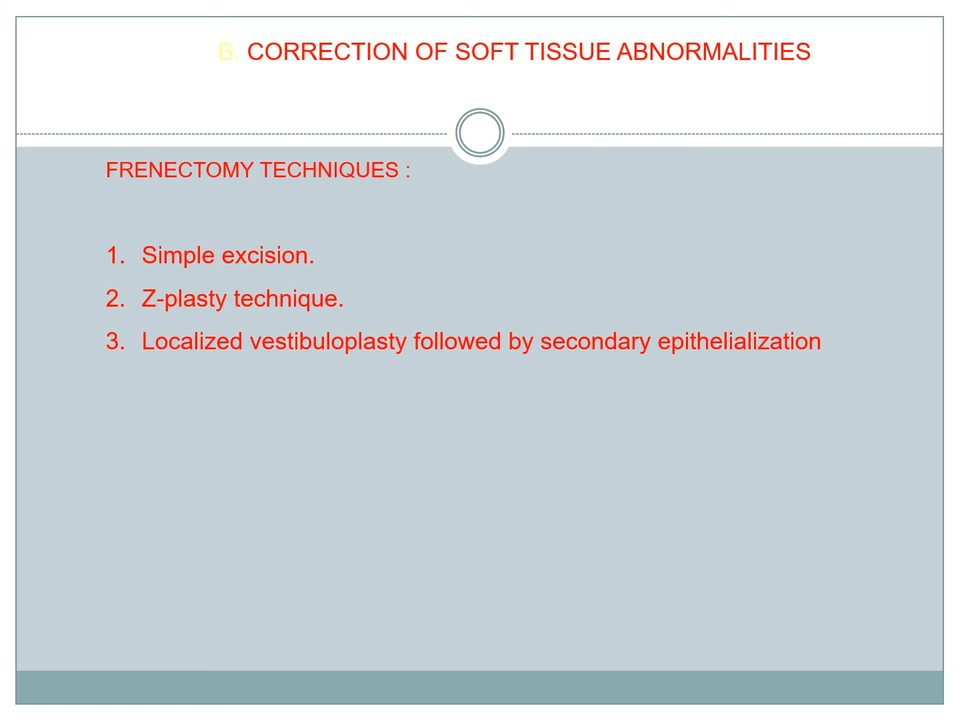 B. CORRECTION OF SOFT TISSUE ABNORMALITIES
FRENECTOMY TECHNIQUES :
1. Simple excision.
2. Z-plasty technique.
3. Localized vestibuloplasty followed by secondary epithelialization